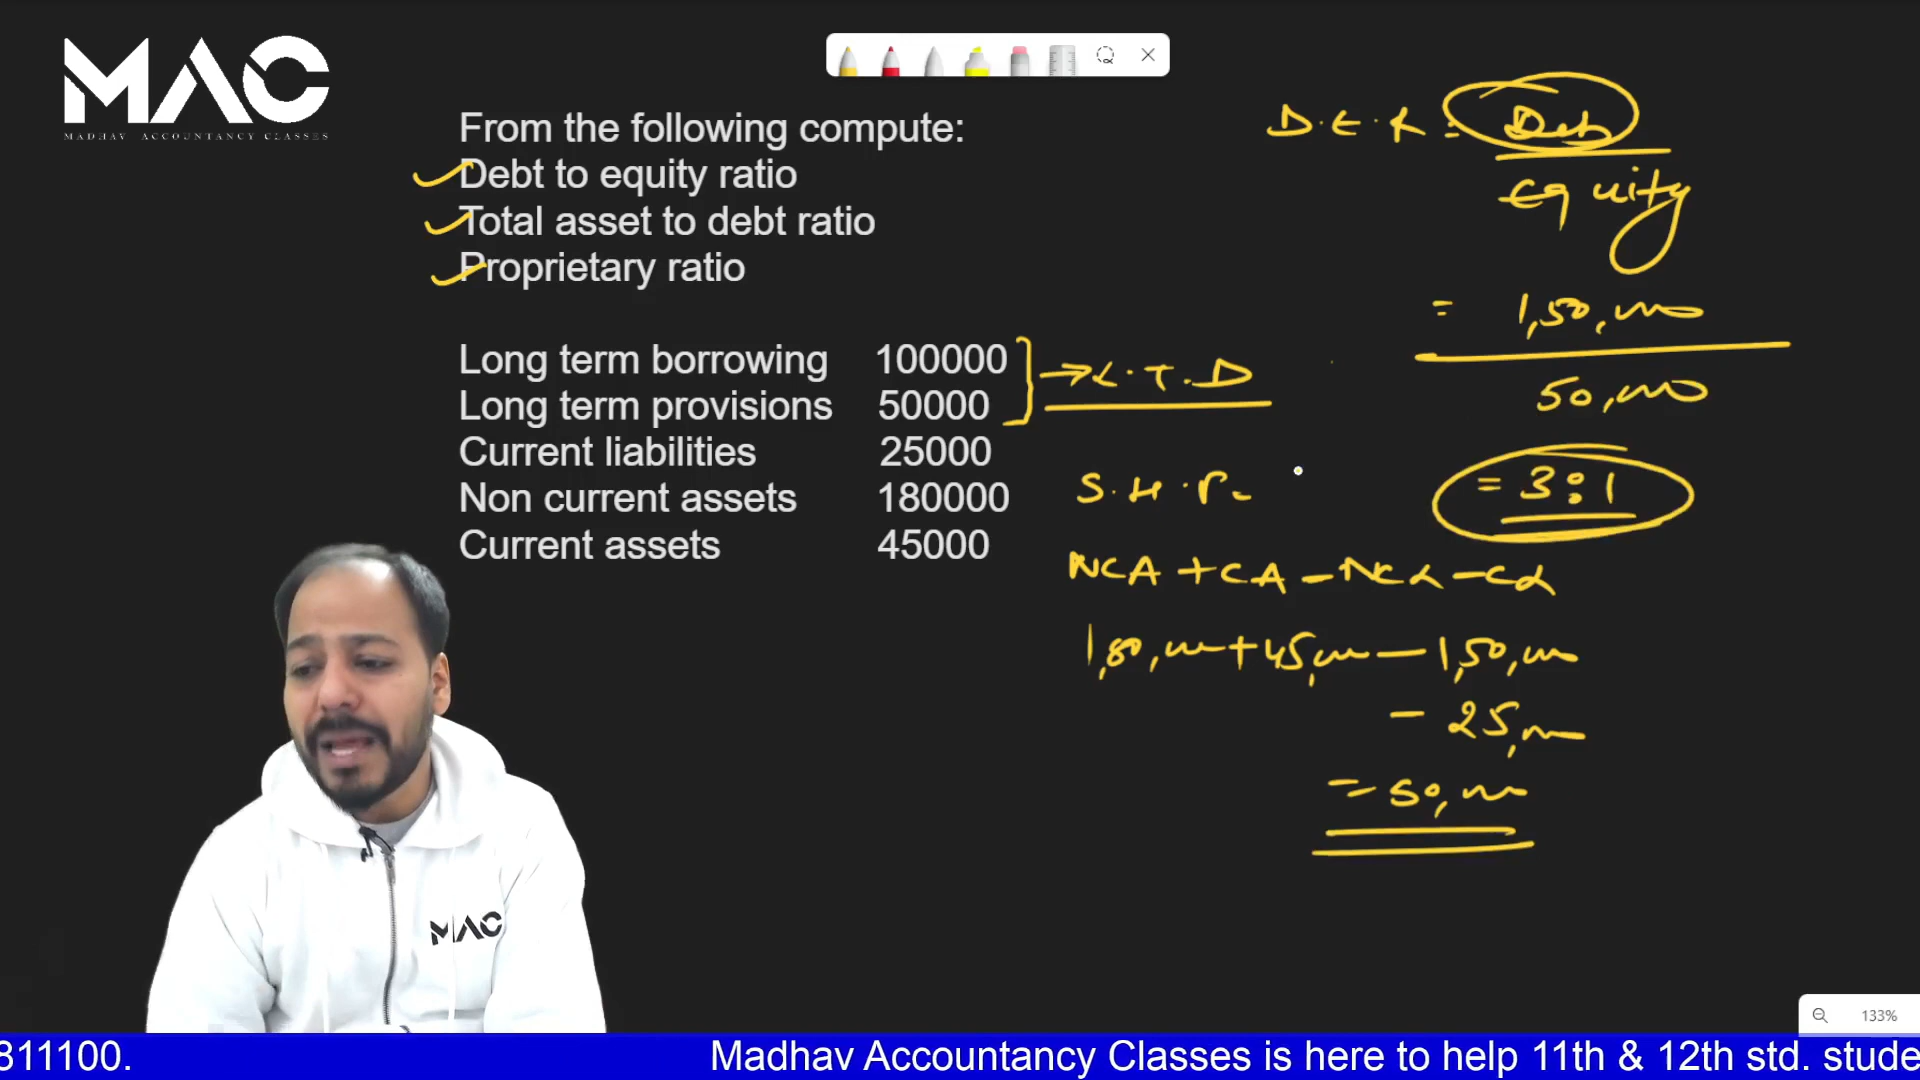 MAC
MADHAV ACCOUNTANCY CLASSES
From the following compute:
Debt to equity ratio
Total asset to debt ratio
Proprietary ratio
Long term borrowing 100000
Long term provisions 50000
Current liabilities 25000
Non current assets 180000
Current assets 45000
→ L.T.D
D.E.R = Debt
Equity
= 1,50,000
50,000
= 3:1
S.H.F =
NCA + CA - NCL - CL
1,80,000 + 45,000 - 1,50,000
- 25,000
= 50,000
MAC
133%
811100. Madhav Accountancy Classes is here to help 11th & 12th std. stude